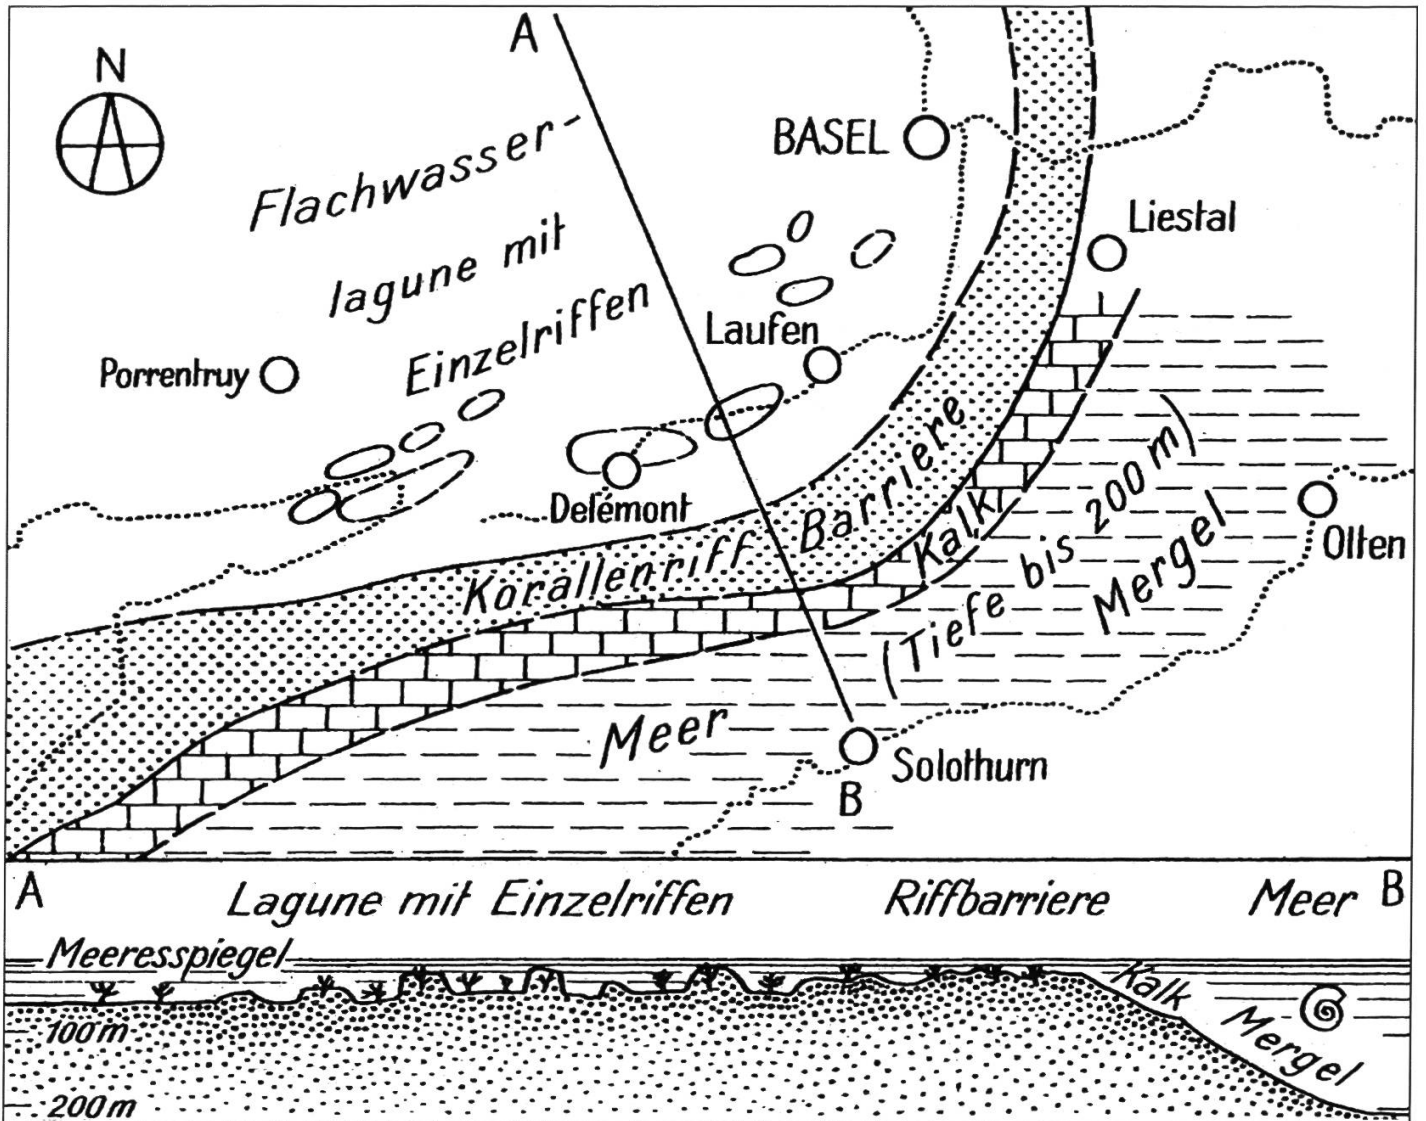 N
A
BASEL
Flachwasser-
lagune mit
Einzelriffen
Liestal
Laufen
Porrentruy
Delémont
Korallenriff Barriere
Kalk
(Tiefe bis 200m)
Mergel
Olten
Meer
Solothurn
B
A Lagune mit Einzelriffen Riffbarriere Meer B
Meeresspiegel
Kalk
Mergel
100m
200m